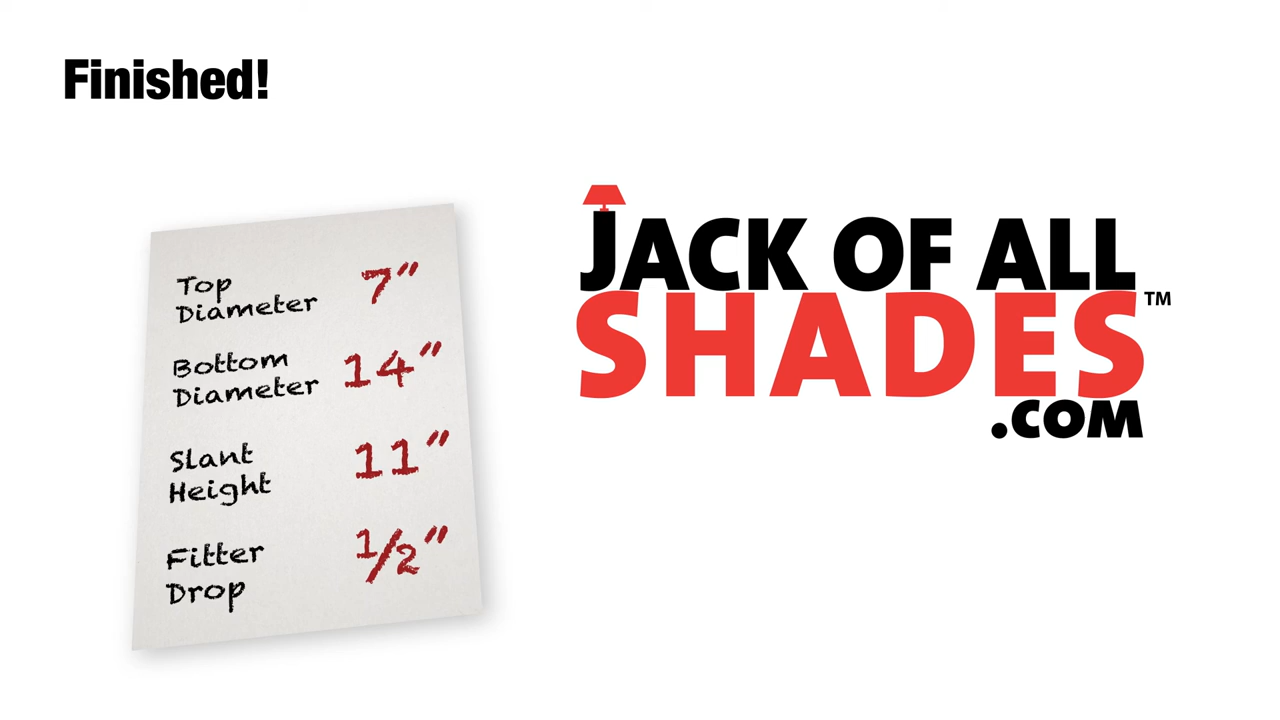 Finished!
Top
Diameter 7"
Bottom
Diameter 14"
Slant
Height 11"
Fitter
Drop 1/2"
JACK OF ALL
SHADES™
.COM